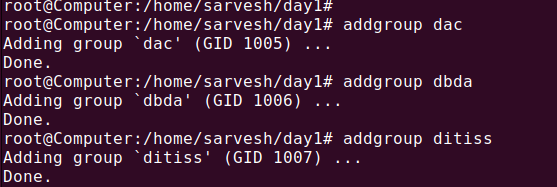 root@Computer:/home/sarvesh/day1#
root@Computer:/home/sarvesh/day1# addgroup dac
Adding group `dac' (GID 1005) ...
Done.
root@Computer:/home/sarvesh/day1# addgroup dbda
Adding group `dbda' (GID 1006) ...
Done.
root@Computer:/home/sarvesh/day1# addgroup ditiss
Adding group `ditiss' (GID 1007) ...
Done.